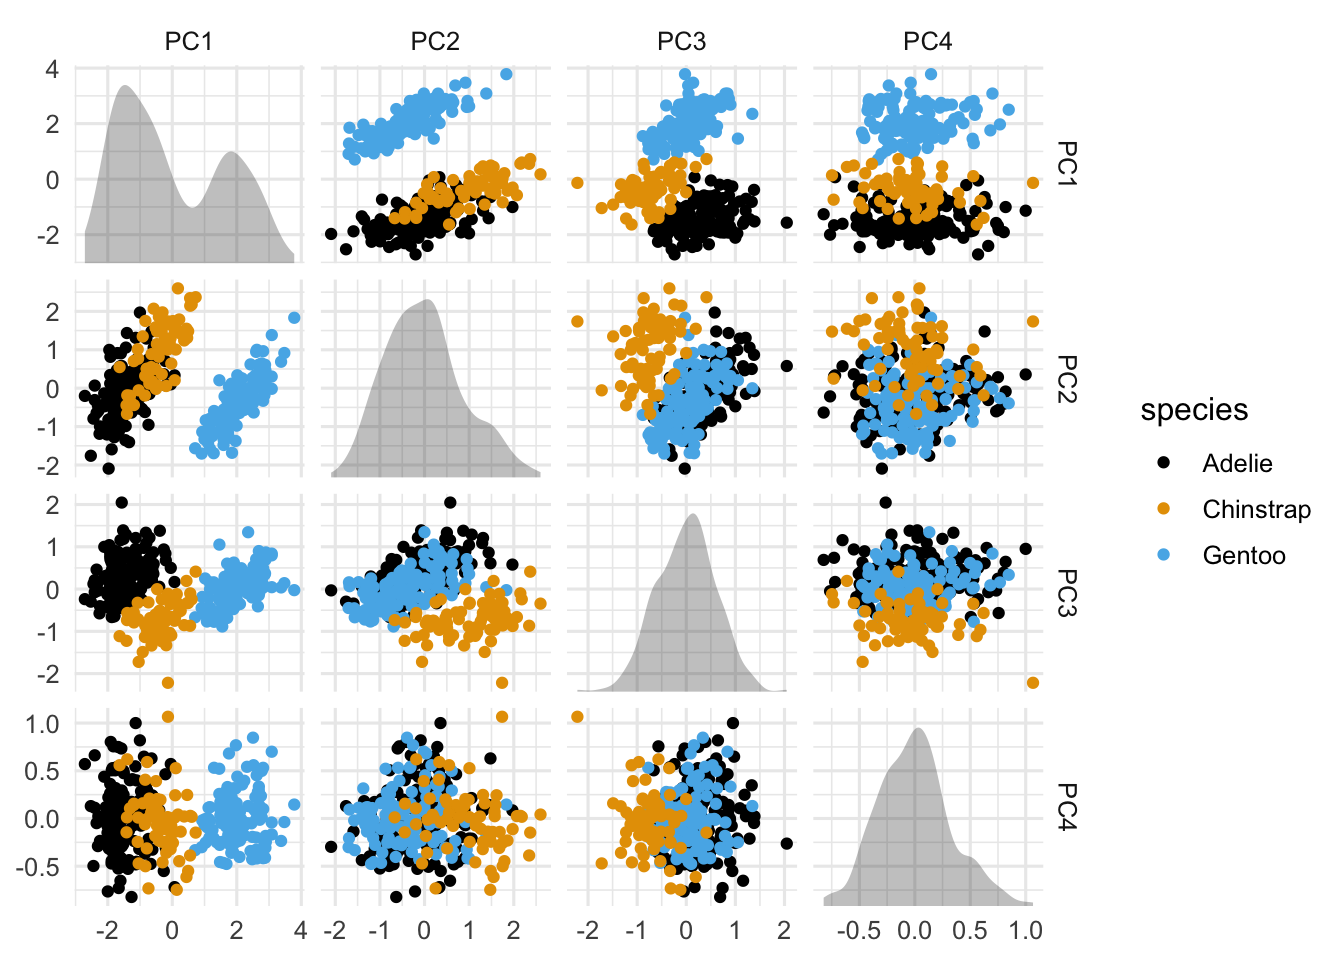 PC1 PC2 PC3 PC4
4
2
0
-2
PC1
2
1
0
-1
-2
PC2
species
Adelie
Chinstrap
Gentoo
2
1
0
-1
-2
PC3
1.0
0.5
0.0
-0.5
PC4
-2 0 2 4 -2 -1 0 1 2 -2 -1 0 1 2 -0.5 0.0 0.5 1.0